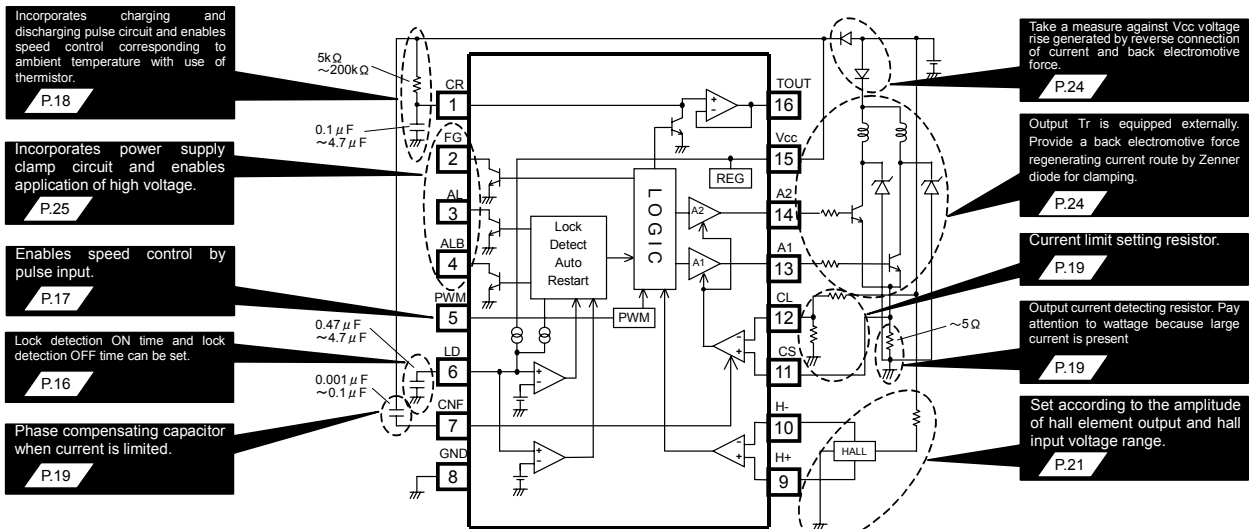 Incorporates charging and
discharging pulse circuit and enables
speed control corresponding to
ambient temperature with use of
thermistor.
P.18
Incorporates power supply
clamp circuit and enables
application of high voltage.
P.25
Enables speed control by
pulse input.
P.17
Lock detection ON time and lock
detection OFF time can be set.
P.16
Phase compensating capacitor
when current is limited.
P.19
5kΩ
~200kΩ
0.1μF
~4.7μF
0.47μF
~4.7μF
0.001μF
~0.1μF
CR
1
FG
2
AL
3
ALB
4
PWM
5
LD
6
CNF
7
GND
8
Lock
Detect
Auto
Restart
LOGIC
PWM
REG
A2
A1
+
−
+
−
+
−
−
+
−
+
TOUT
16
Vcc
15
A2
14
A1
13
CL
12
CS
11
H-
10
H+
9
HALL
~5Ω
Take a measure against Vcc voltage
rise generated by reverse connection
of current and back electromotive
force.
P.24
Output Tr is equipped externally.
Provide a back electromotive force
regenerating current route by Zenner
diode for clamping.
P.24
Current limit setting resistor.
P.19
Output current detecting resistor. Pay
attention to wattage because large
current is present
P.19
Set according to the amplitude
of hall element output and hall
input voltage range.
P.21